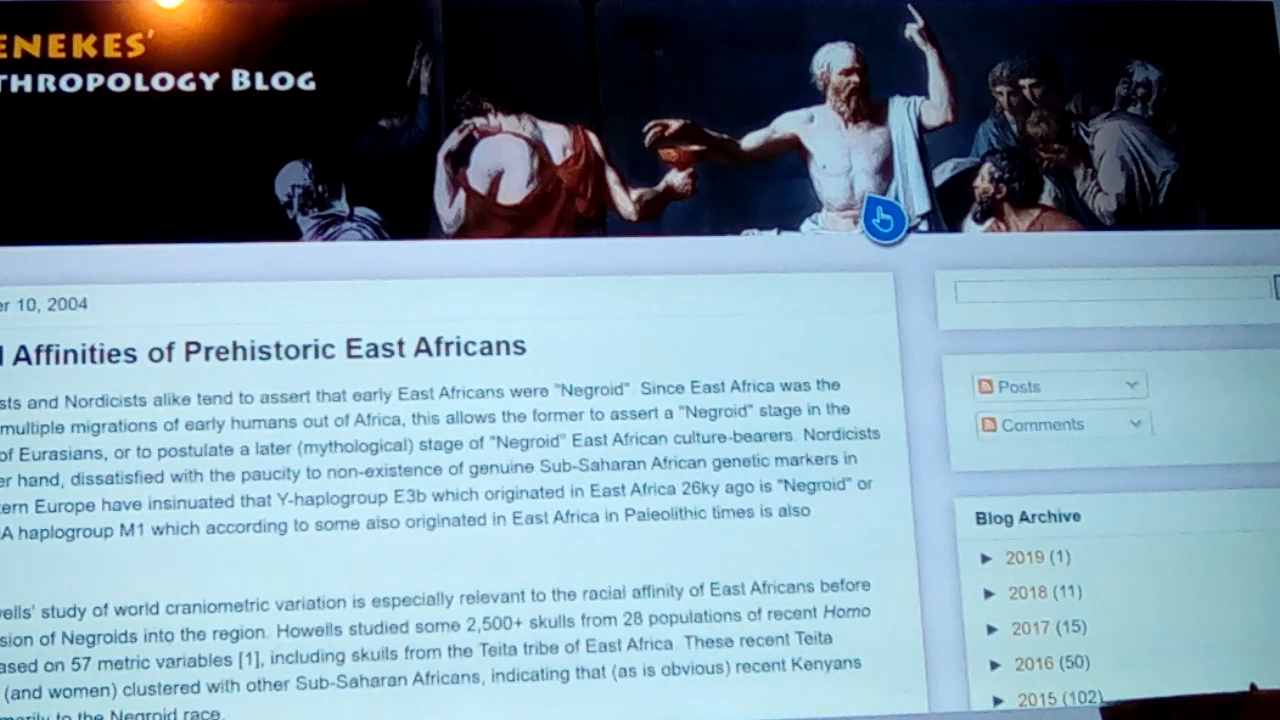 ENEKES'
THROPOLOGY BLOG
er 10, 2004
l Affinities of Prehistoric East Africans
sts and Nordicists alike tend to assert that early East Africans were "Negroid". Since East Africa was the
multiple migrations of early humans out of Africa, this allows the former to assert a "Negroid" stage in the
of Eurasians, or to postulate a later (mythological) stage of "Negroid" East African culture-bearers. Nordicists
er hand, dissatisfied with the paucity to non-existence of genuine Sub-Saharan African genetic markers in
ern Europe have insinuated that Y-haplogroup E3b which originated in East Africa 26ky ago is "Negroid" or
A haplogroup M1 which according to some also originated in East Africa in Paleolithic times is also
ells' study of world craniometric variation is especially relevant to the racial affinity of East Africans before
sion of Negroids into the region. Howells studied some 2,500+ skulls from 28 populations of recent Homo
ased on 57 metric variables [1], including skulls from the Teita tribe of East Africa. These recent Teita
(and women) clustered with other Sub-Saharan Africans, indicating that (as is obvious) recent Kenyans
marily to the Negroid race.
Posts
Comments
Blog Archive
► 2019 (1)
► 2018 (11)
► 2017 (15)
► 2016 (50)
► 2015 (102)